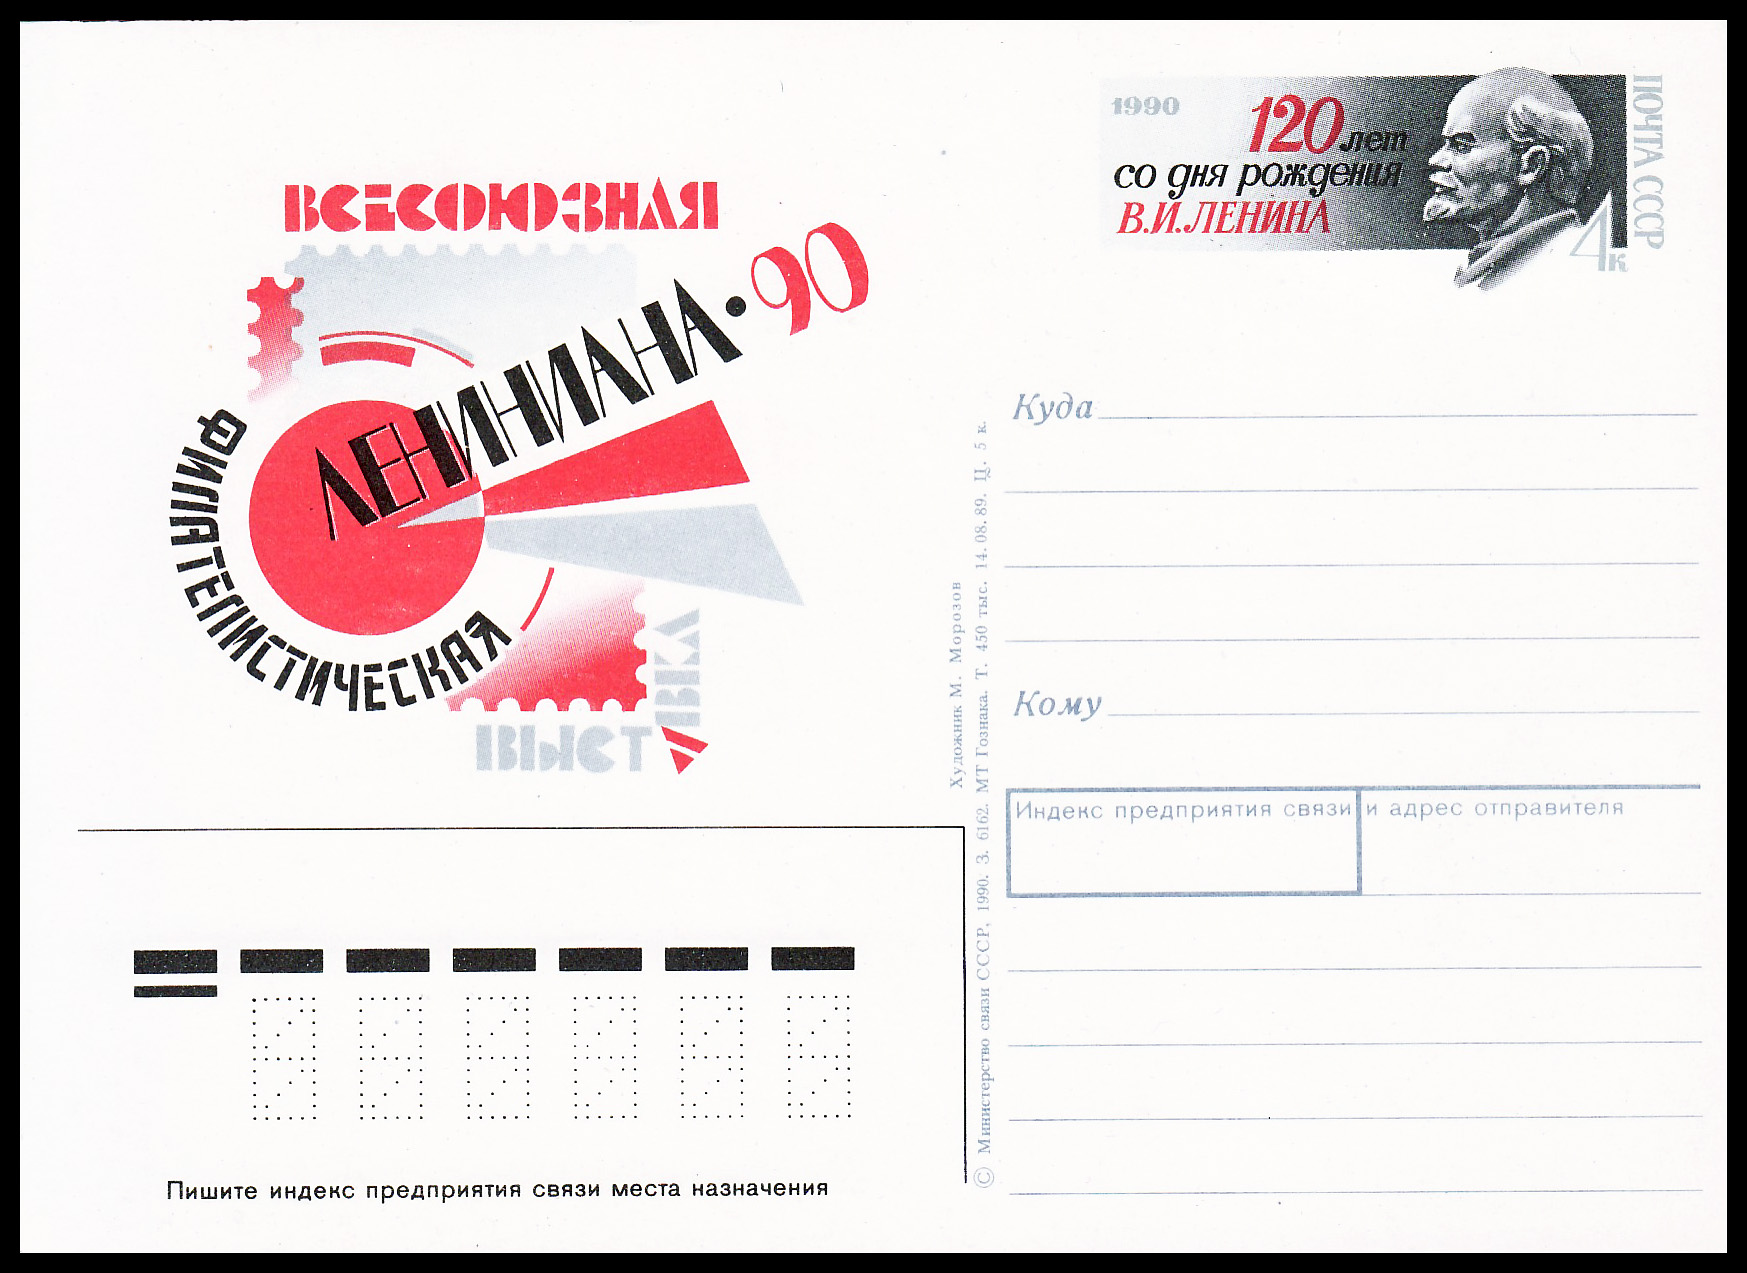 ВСЕСОЮЗНАЯ
ЛЕНИНИАНА·90
ФИЛАТЕЛИСТИЧЕСКАЯ
ВЫСТАВКА
1990
120 лет
со дня рождения
В.И.ЛЕНИНА
4к
ПОЧТА СССР
Куда
Кому
Индекс предприятия связи и адрес отправителя
Художник М. Морозов
© Министерство связи СССР, 1990. З. 6162. МТ Гознака. Т. 450 тыс. 14.08.89. Ц. 5 к.
Пишите индекс предприятия связи места назначения